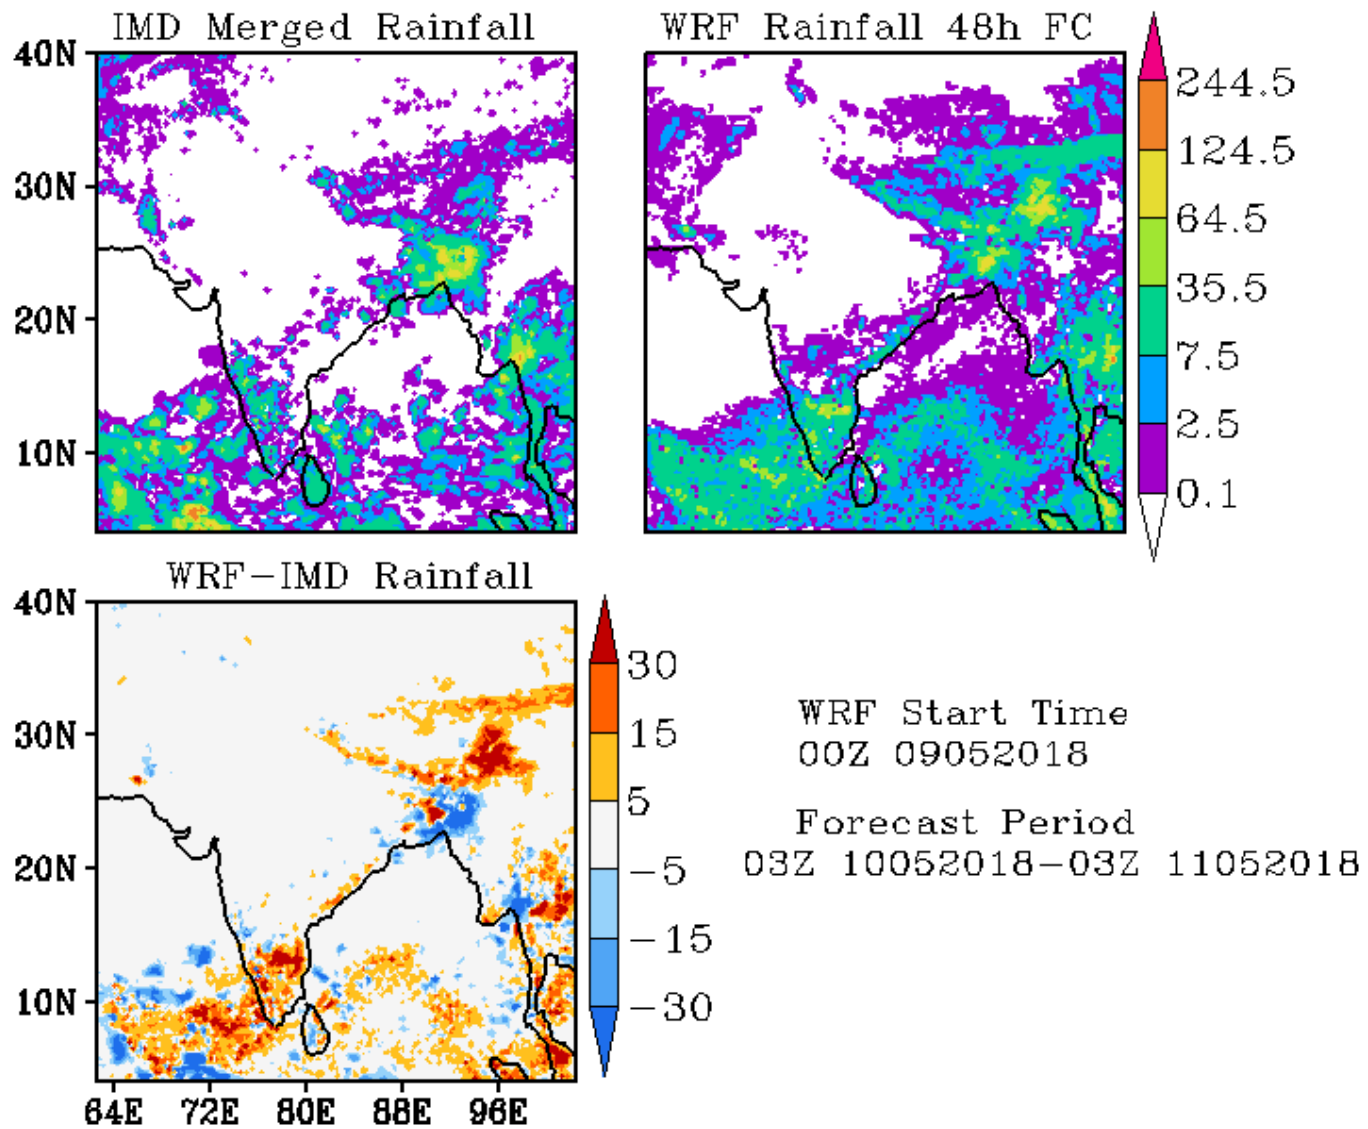 IMD Merged Rainfall
WRF Rainfall 48h FC
40N
30N
20N
10N
244.5
124.5
64.5
35.5
7.5
2.5
0.1
WRF-IMD Rainfall
40N
30N
20N
10N
64E 72E 80E 88E 96E
30
15
5
-5
-15
-30
WRF Start Time
00Z 09052018
Forecast Period
03Z 10052018-03Z 11052018